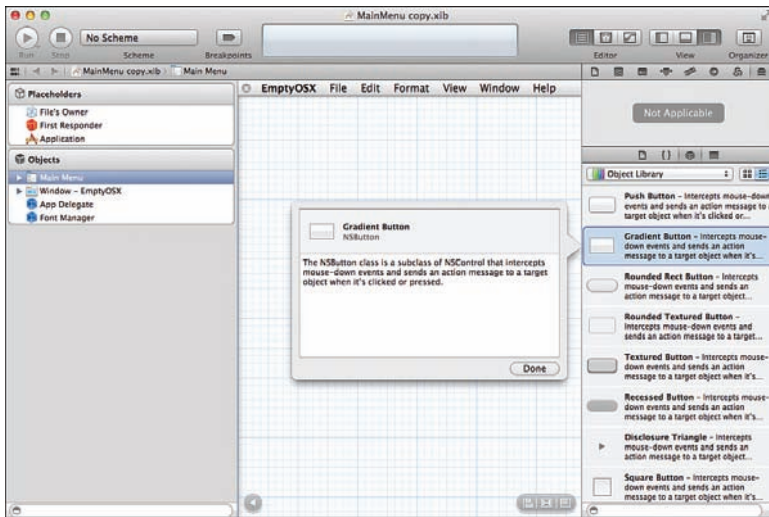 MainMenu copy.xib
Run
Stop
No Scheme
Scheme
Breakpoints
Editor
View
Organizer
MainMenu copy.xib
Main Menu
Placeholders
File's Owner
First Responder
Application
Objects
Main Menu
Window - EmptyOSX
App Delegate
Font Manager
EmptyOSX File Edit Format View Window Help
Gradient Button
NSButton
The NSButton class is a subclass of NSControl that intercepts
mouse-down events and sends an action message to a target
object when it's clicked or pressed.
Done
Not Applicable
{}
Object Library
Push Button - Intercepts mouse-down
events and sends an action message to a
target object when it's clicked or...
Gradient Button - Intercepts mouse-
down events and sends an action
message to a target object when it's...
Rounded Rect Button - Intercepts
mouse-down events and sends an
action message to a target object...
Rounded Textured Button -
Intercepts mouse-down events and
sends an action message to a target...
Textured Button - Intercepts mouse-
down events and sends an action
message to a target object when it's...
Recessed Button - Intercepts mouse-
down events and sends an action
message to a target object when it's...
Disclosure Triangle - Intercepts
mouse-down events and sends an
action message to a target object...
Square Button - Intercepts mouse-
down events and sends an action
message to a target object when it's...